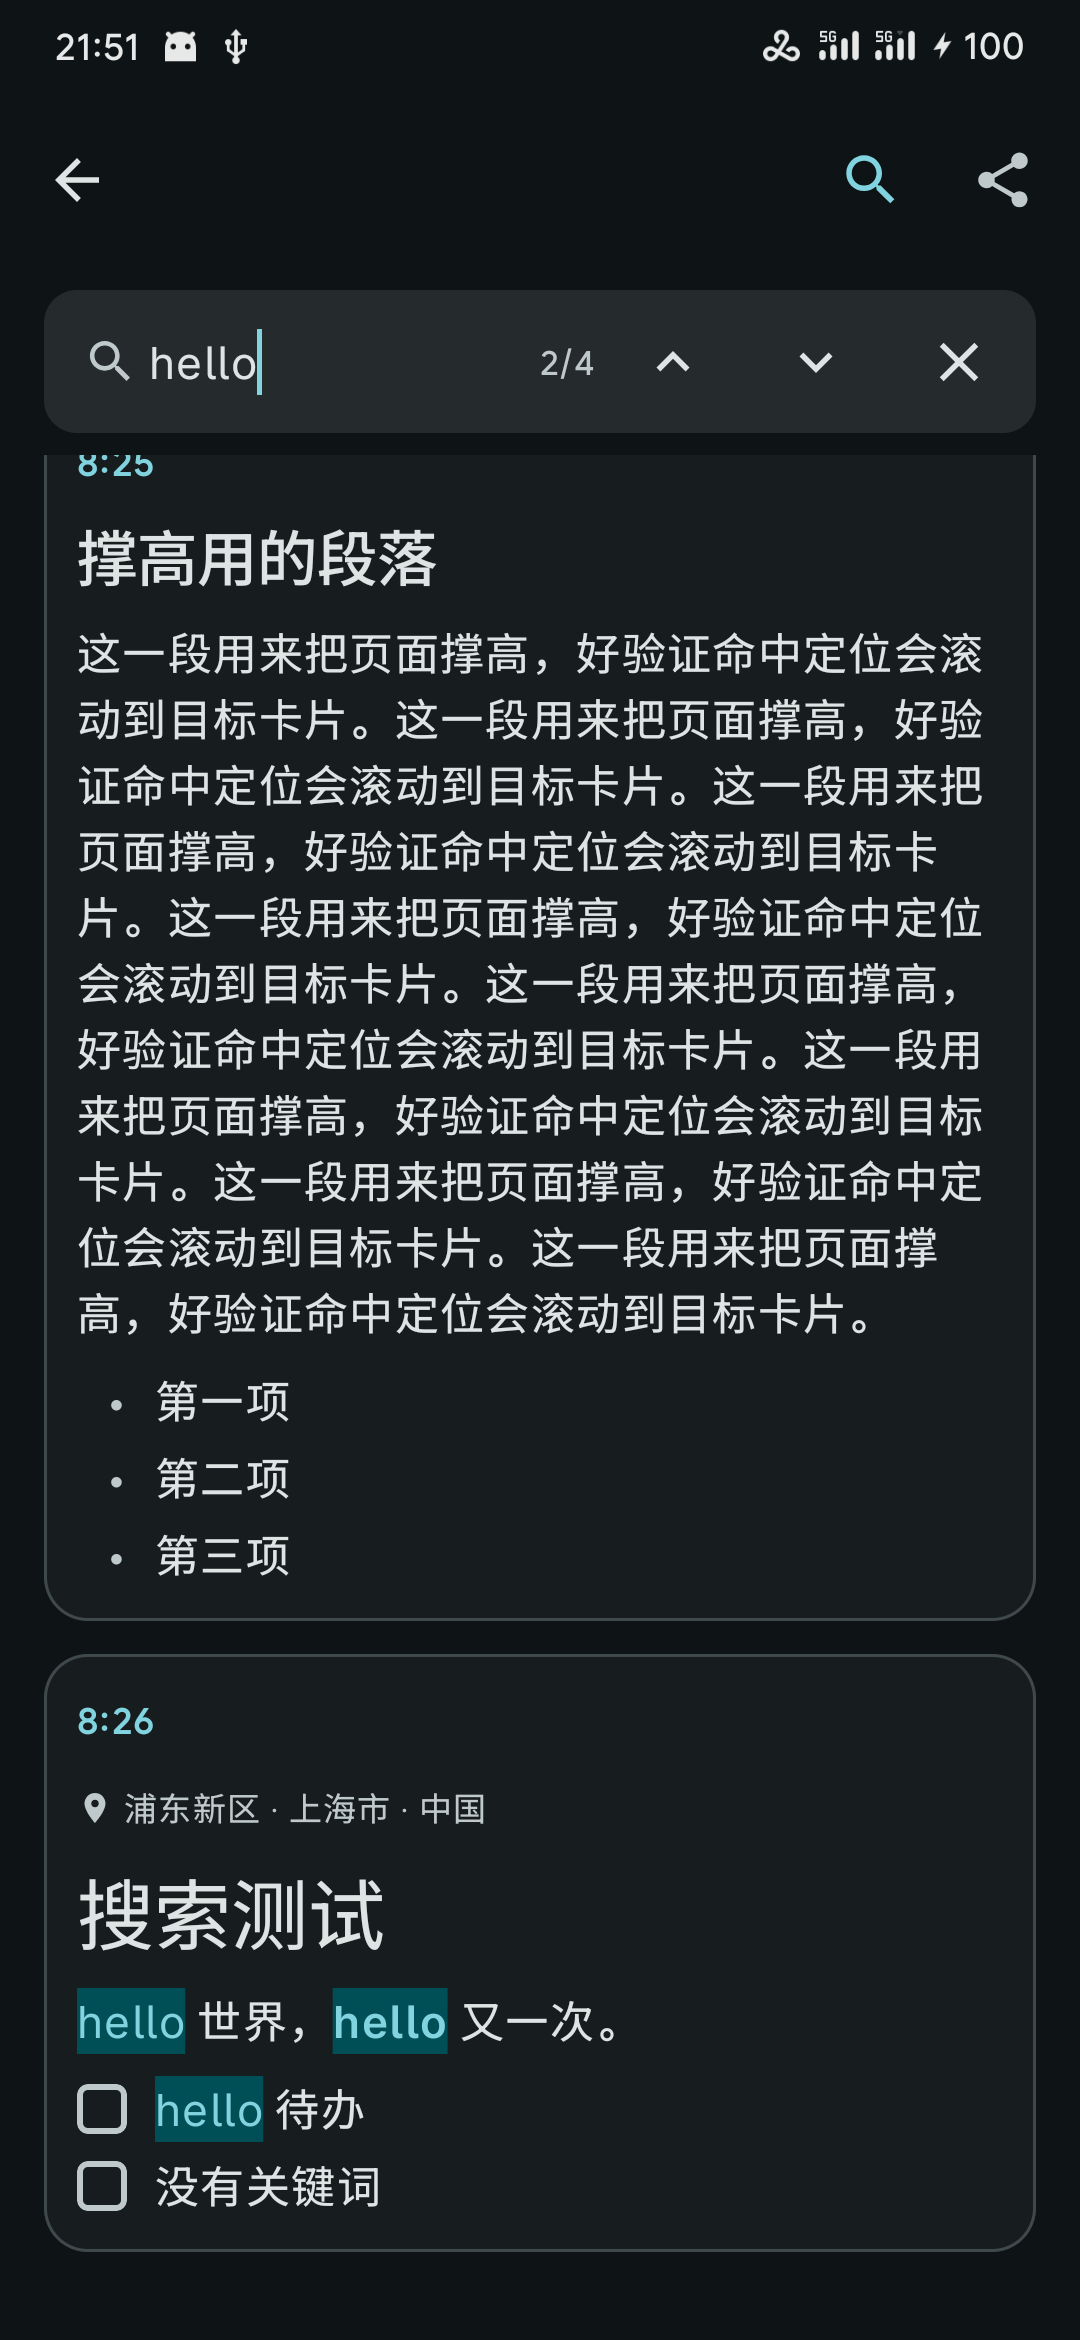 21:51
5G 5G 100
hello 2/4
8:25
撑高用的段落
这一段用来把页面撑高，好验证命中定位会滚
动到目标卡片。这一段用来把页面撑高，好验
证命中定位会滚动到目标卡片。这一段用来把
页面撑高，好验证命中定位会滚动到目标卡
片。这一段用来把页面撑高，好验证命中定位
会滚动到目标卡片。这一段用来把页面撑高，
好验证命中定位会滚动到目标卡片。这一段用
来把页面撑高，好验证命中定位会滚动到目标
卡片。这一段用来把页面撑高，好验证命中定
位会滚动到目标卡片。这一段用来把页面撑
高，好验证命中定位会滚动到目标卡片。
• 第一项
• 第二项
• 第三项
8:26
浦东新区 · 上海市 · 中国
搜索测试
hello 世界，hello 又一次。
hello 待办
没有关键词